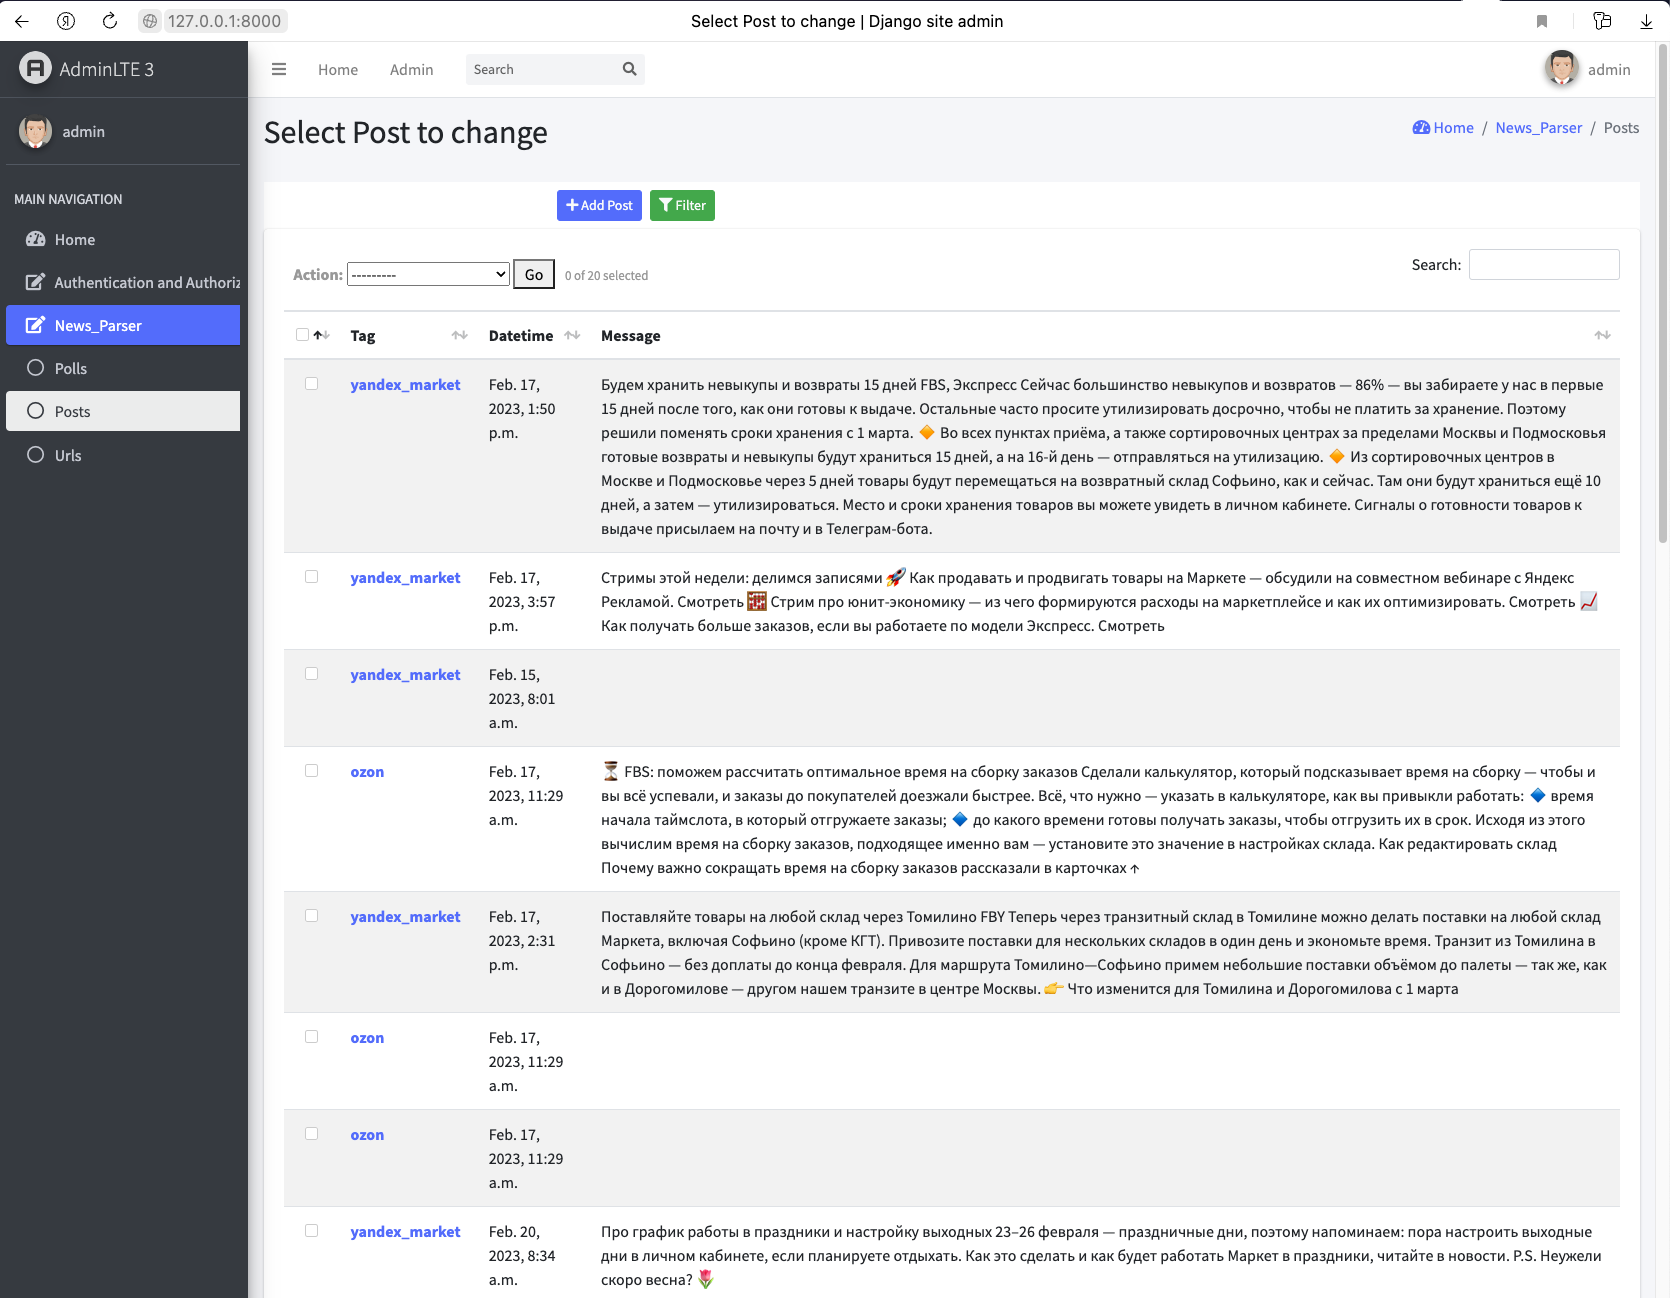 127.0.0.1:8000
Select Post to change | Django site admin
AdminLTE 3
Home
Admin
Search
admin
admin
Select Post to change
Home / News_Parser / Posts
MAIN NAVIGATION
Home
Authentication and Authoriz
News_Parser
Polls
Posts
Urls
Add Post
Filter
Action: --------- Go 0 of 20 selected
Search:
Tag Datetime Message
yandex_market
Feb. 17,
2023, 1:50
p.m.
Будем хранить невыкупы и возвраты 15 дней FBS, Экспресс Сейчас большинство невыкупов и возвратов — 86% — вы забираете у нас в первые
15 дней после того, как они готовы к выдаче. Остальные часто просите утилизировать досрочно, чтобы не платить за хранение. Поэтому
решили поменять сроки хранения с 1 марта. 🔶 Во всех пунктах приёма, а также сортировочных центрах за пределами Москвы и Подмосковья
готовые возвраты и невыкупы будут храниться 15 дней, а на 16-й день — отправляться на утилизацию. 🔶 Из сортировочных центров в
Москве и Подмосковье через 5 дней товары будут перемещаться на возвратный склад Софьино, как и сейчас. Там они будут храниться ещё 10
дней, а затем — утилизироваться. Место и сроки хранения товаров вы можете увидеть в личном кабинете. Сигналы о готовности товаров к
выдаче присылаем на почту и в Телеграм-бота.
yandex_market
Feb. 17,
2023, 3:57
p.m.
Стримы этой недели: делимся записями 🚀 Как продавать и продвигать товары на Маркете — обсудили на совместном вебинаре с Яндекс
Рекламой. Смотреть 🧮 Стрим про юнит-экономику — из чего формируются расходы на маркетплейсе и как их оптимизировать. Смотреть 📈
Как получать больше заказов, если вы работаете по модели Экспресс. Смотреть
yandex_market
Feb. 15,
2023, 8:01
a.m.
ozon
Feb. 17,
2023, 11:29
a.m.
⏳ FBS: поможем рассчитать оптимальное время на сборку заказов Сделали калькулятор, который подсказывает время на сборку — чтобы и
вы всё успевали, и заказы до покупателей доезжали быстрее. Всё, что нужно — указать в калькуляторе, как вы привыкли работать: 🔷 время
начала таймслота, в который отгружаете заказы; 🔷 до какого времени готовы получать заказы, чтобы отгрузить их в срок. Исходя из этого
вычислим время на сборку заказов, подходящее именно вам — установите это значение в настройках склада. Как редактировать склад
Почему важно сокращать время на сборку заказов рассказали в карточках ↑
yandex_market
Feb. 17,
2023, 2:31
p.m.
Поставляйте товары на любой склад через Томилино FBY Теперь через транзитный склад в Томилине можно делать поставки на любой склад
Маркета, включая Софьино (кроме КГТ). Привозите поставки для нескольких складов в один день и экономьте время. Транзит из Томилина в
Софьино — без доплаты до конца февраля. Для маршрута Томилино—Софьино примем небольшие поставки объёмом до палеты — так же, как
и в Дорогомилове — другом нашем транзите в центре Москвы. 👉 Что изменится для Томилина и Дорогомилова с 1 марта
ozon
Feb. 17,
2023, 11:29
a.m.
ozon
Feb. 17,
2023, 11:29
a.m.
yandex_market
Feb. 20,
2023, 8:34
a.m.
Про график работы в праздники и настройку выходных 23–26 февраля — праздничные дни, поэтому напоминаем: пора настроить выходные
дни в личном кабинете, если планируете отдыхать. Как это сделать и как будет работать Маркет в праздники, читайте в новости. P.S. Неужели
скоро весна? 🌷